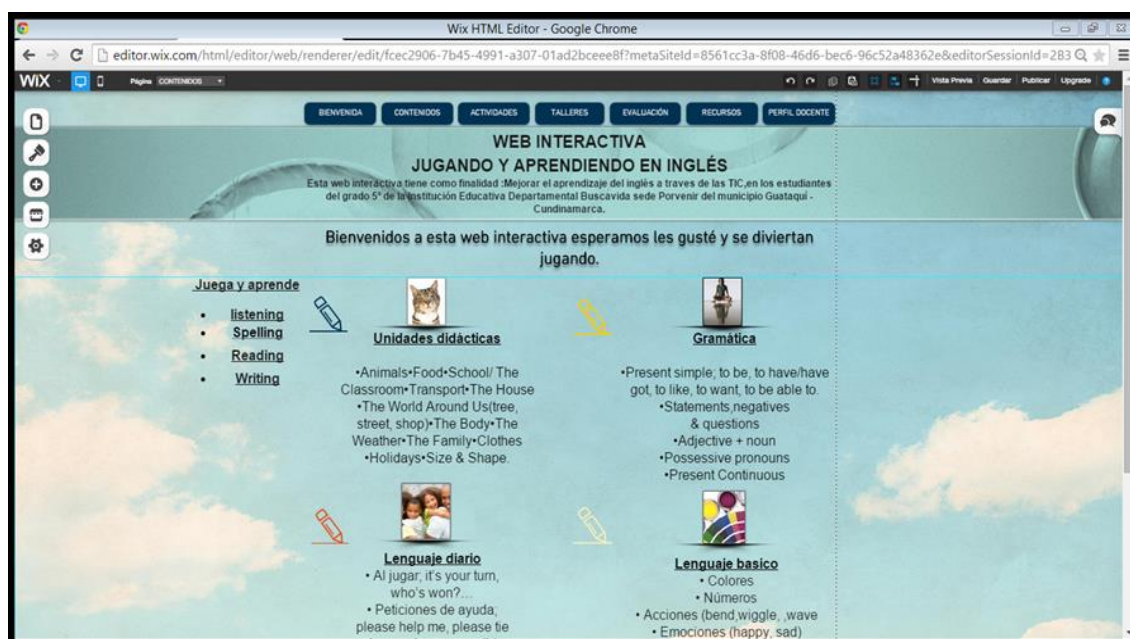 Wix HTML Editor - Google Chrome
editor.wix.com/html/editor/web/renderer/edit/fcec2906-7b45-4991-a307-01ad2bceee8f?metaSiteId=8561cc3a-8f08-46d6-bec6-96c52a48362e&editorSessionId=283
WiX Página CONTENIDOS Vista Previa Guardar Publicar Upgrade
BIENVENIDA CONTENIDOS ACTIVIDADES TALLERES EVALUACIÓN RECURSOS PERFIL DOCENTE
WEB INTERACTIVA
JUGANDO Y APRENDIENDO EN INGLÉS
Esta web interactiva tiene como finalidad :Mejorar el aprendizaje del inglés a traves de las TIC,en los estudiantes
del grado 5° de la Institución Educativa Departamental Buscavida sede Porvenir del municipio Guataquí -
Cundinamarca.
Bienvenidos a esta web interactiva esperamos les gusté y se diviertan
jugando.
Juega y aprende
• listening
• Spelling
• Reading
• Writing
Unidades didácticas
•Animals•Food•School/ The
Classroom•Transport•The House
•The World Around Us(tree,
street, shop)•The Body•The
Weather•The Family•Clothes
•Holidays•Size & Shape.
Gramática
•Present simple; to be, to have/have
got, to like, to want, to be able to.
•Statements,negatives
& questions
•Adjective + noun
•Possessive pronouns
•Present Continuous
Lenguaje diario
• Al jugar; it's your turn,
who's won?…
• Peticiones de ayuda;
please help me, please tie
Lenguaje basico
• Colores
• Números
• Acciones (bend,wiggle, ,wave
• Emociones (happy, sad)